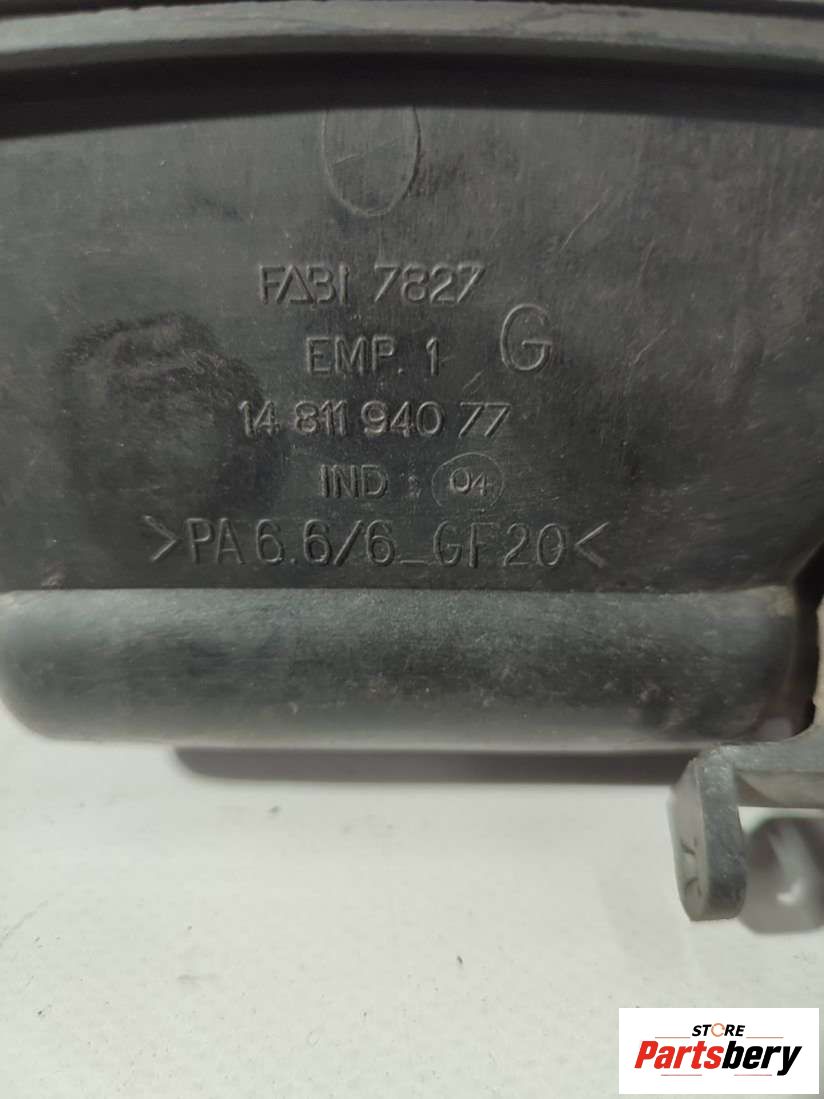 FABI 7827
EMP. 1 G
14 811 940 77
IND : 04
>PA 6.6/6_GF20<
STORE
Partsbery